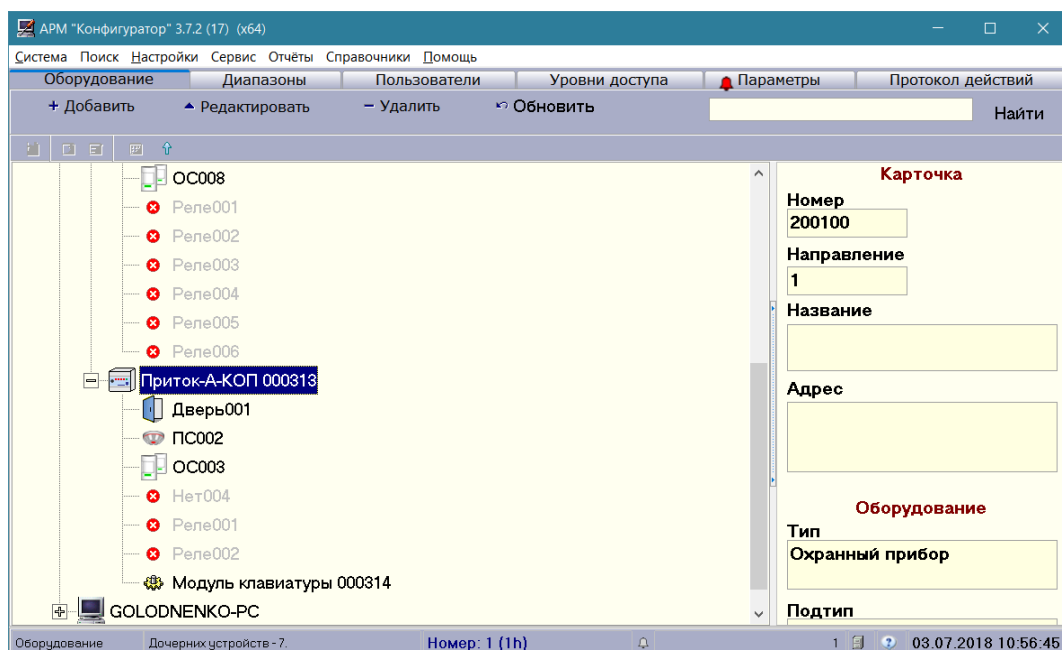 АРМ "Конфигуратор" 3.7.2 (17) (x64)
Система Поиск Настройки Сервис Отчёты Справочники Помощь
Оборудование Диапазоны Пользователи Уровни доступа Параметры Протокол действий
+ Добавить Редактировать − Удалить Обновить Найти
ОС008
Реле001
Реле002
Реле003
Реле004
Реле005
Реле006
Приток-А-КОП 000313
Дверь001
ПС002
ОС003
Нет004
Реле001
Реле002
Модуль клавиатуры 000314
GOLODNENKO-PC
Карточка
Номер
200100
Направление
1
Название
Адрес
Оборудование
Тип
Охранный прибор
Подтип
Оборудование Дочерних устройств - 7. Номер: 1 (1h) 1 03.07.2018 10:56:45